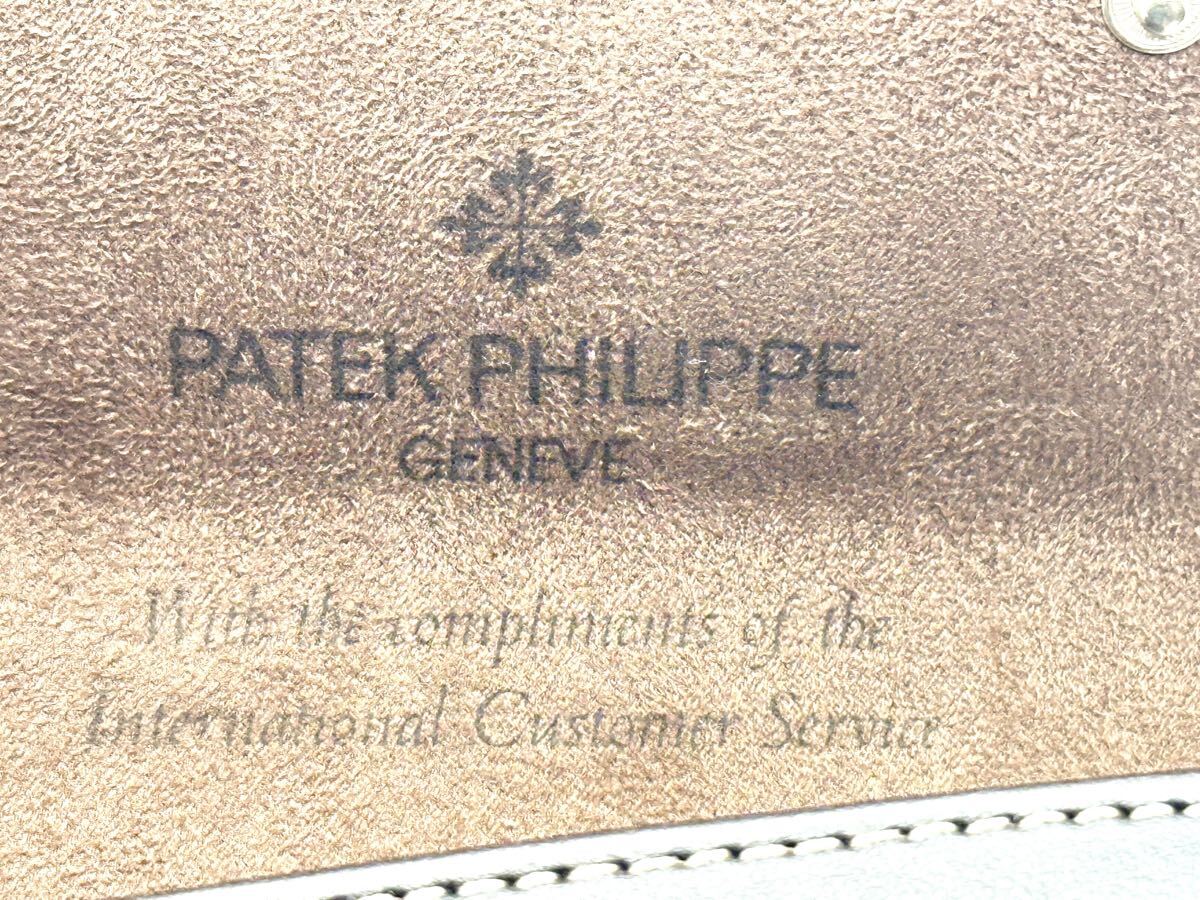 PATEK PHILIPPE
GENEVE
With the compliments of the
International Customer Service